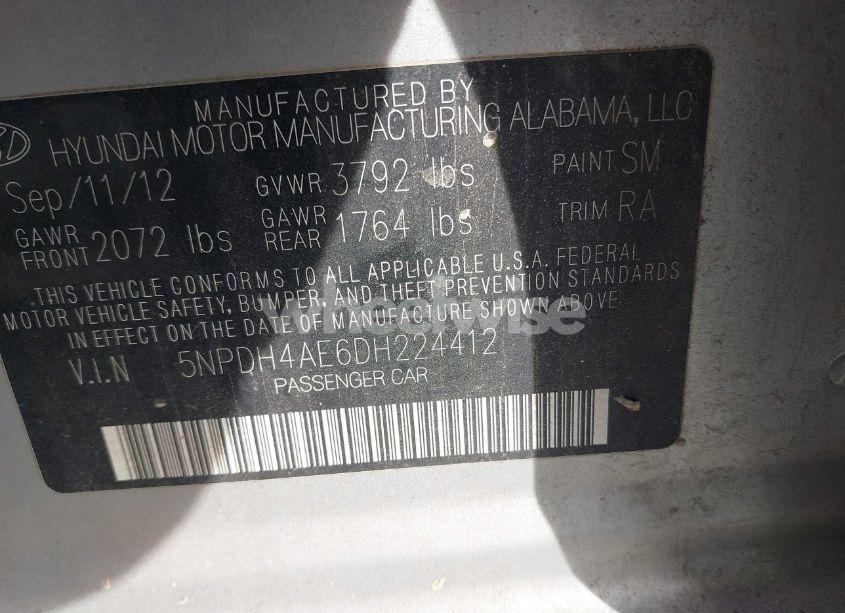 MANUFACTURED BY
HYUNDAI MOTOR MANUFACTURING ALABAMA, LLC
Sep/11/12 GVWR 3792 lbs PAINT SM
GAWR FRONT 2072 lbs GAWR REAR 1764 lbs TRIM RA
THIS VEHICLE CONFORMS TO ALL APPLICABLE U.S.A. FEDERAL
MOTOR VEHICLE SAFETY, BUMPER, AND THEFT PREVENTION STANDARDS
IN EFFECT ON THE DATE OF MANUFACTURE SHOWN ABOVE
V.I.N 5NPDH4AE6DH224412
PASSENGER CAR
wheelwise